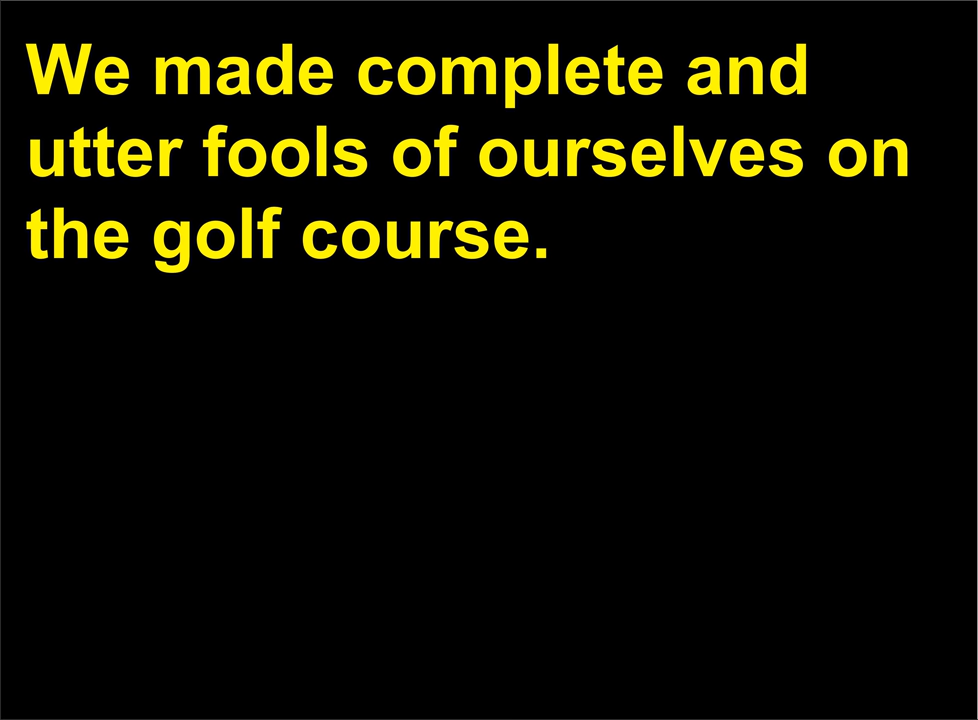 We made complete and
utter fools of ourselves on
the golf course.